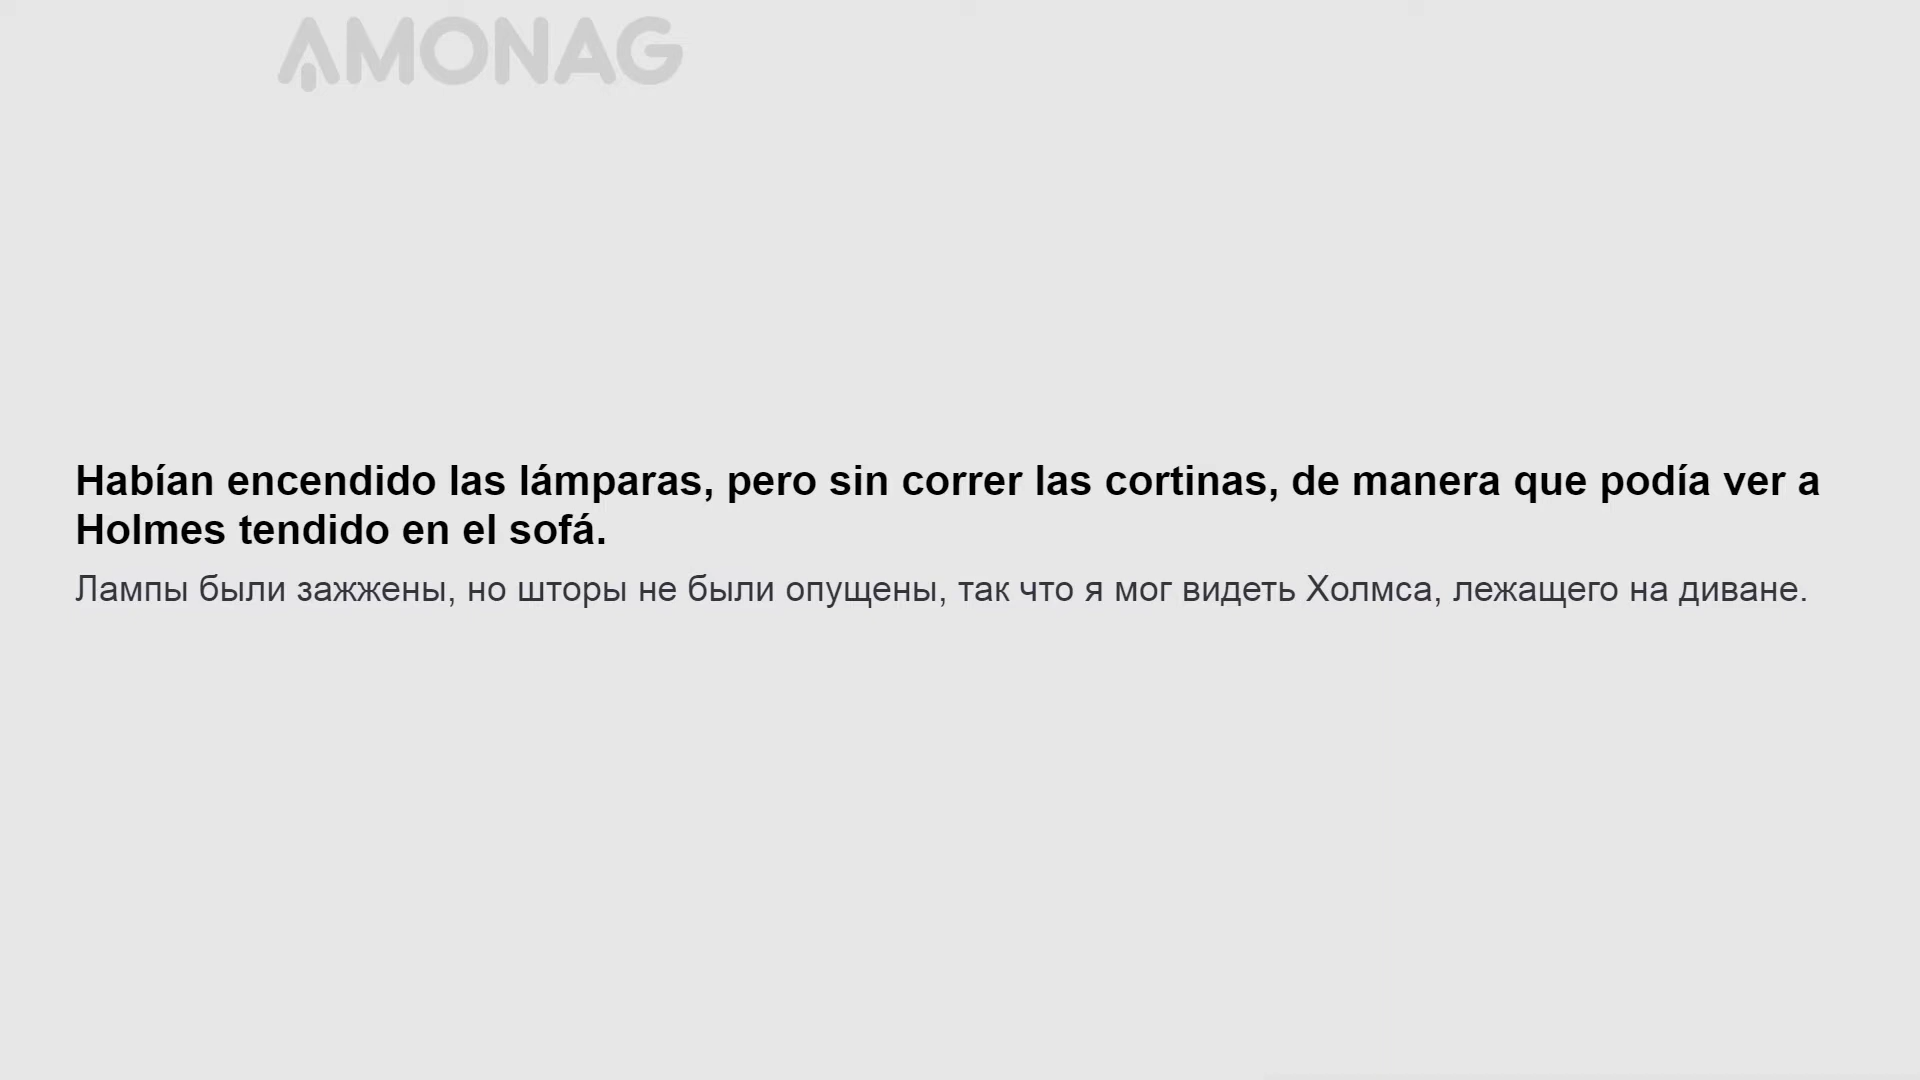 AMONAG
Habían encendido las lámparas, pero sin correr las cortinas, de manera que podía ver a
Holmes tendido en el sofá.
Лампы были зажжены, но шторы не были опущены, так что я мог видеть Холмса, лежащего на диване.